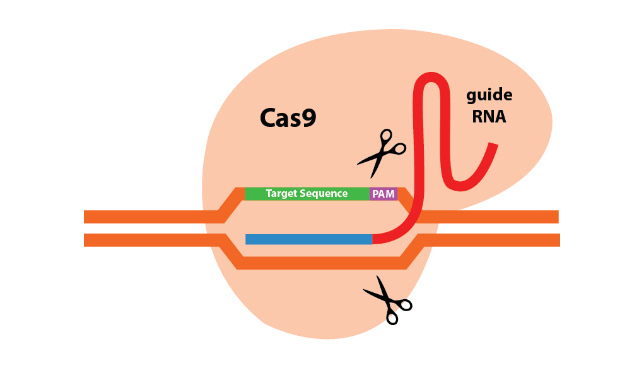 Cas9
guide
RNA
Target Sequence
PAM